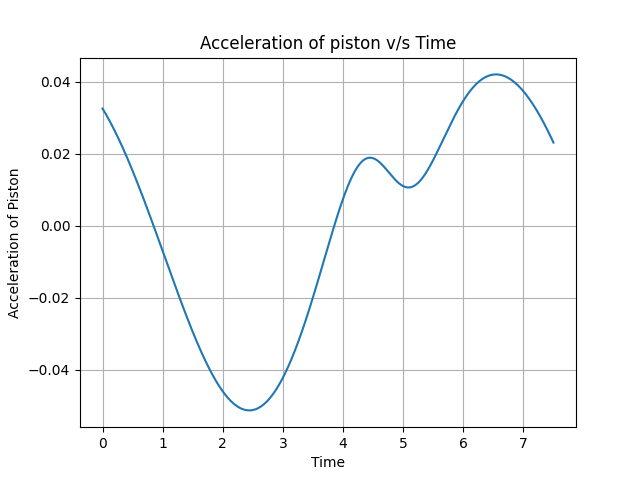 Acceleration of piston v/s Time
0.04
0.02
0.00
−0.02
−0.04
Acceleration of Piston
0 1 2 3 4 5 6 7
Time